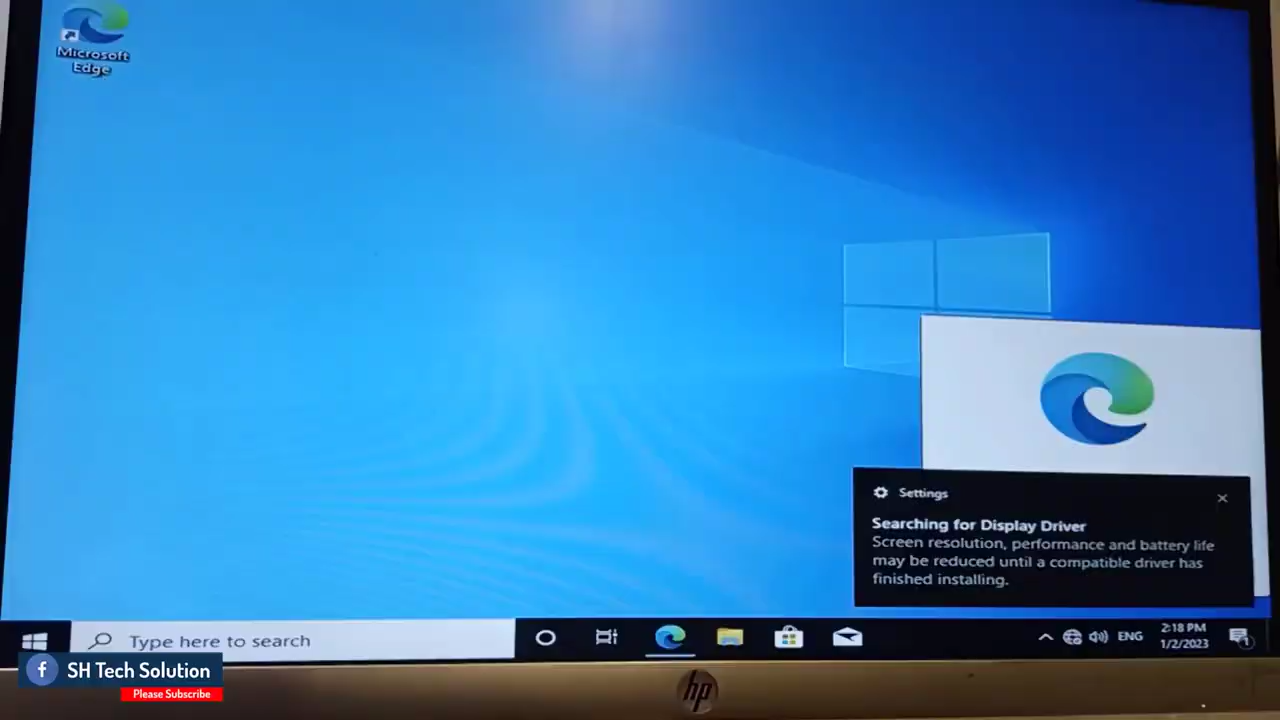 Microsoft
Edge
Settings
Searching for Display Driver
Screen resolution, performance and battery life
may be reduced until a compatible driver has
finished installing.
Type here to search
ENG
2:18 PM
1/2/2023
1
f SH Tech Solution
Please Subscribe
hp